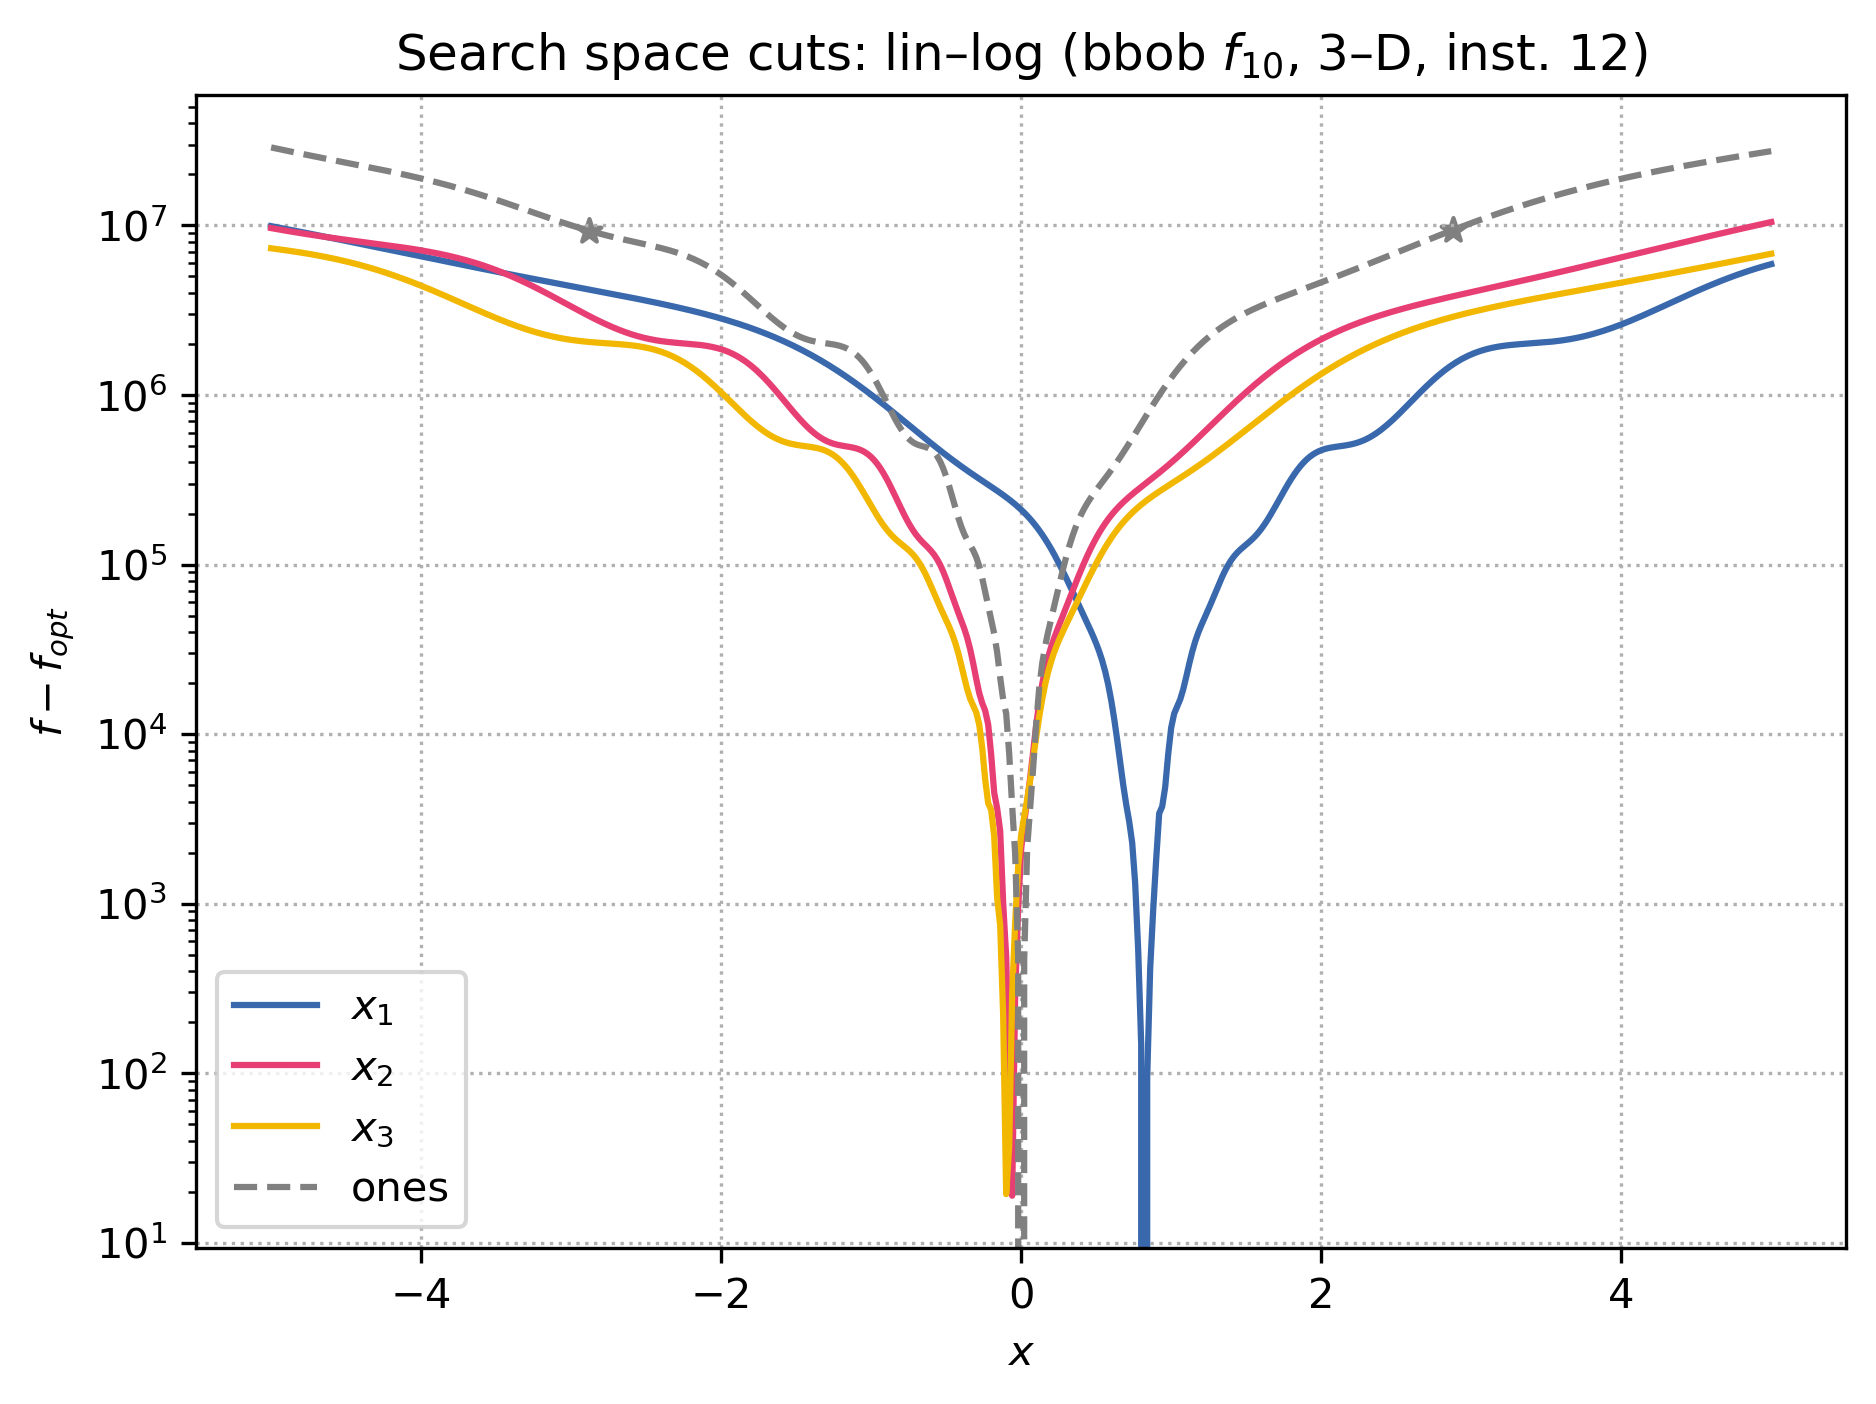 Search space cuts: lin–log (bbob f10, 3–D, inst. 12)
10^7
10^6
10^5
10^4
10^3
10^2
10^1
f − fopt
x1
x2
x3
ones
−4 −2 0 2 4
x